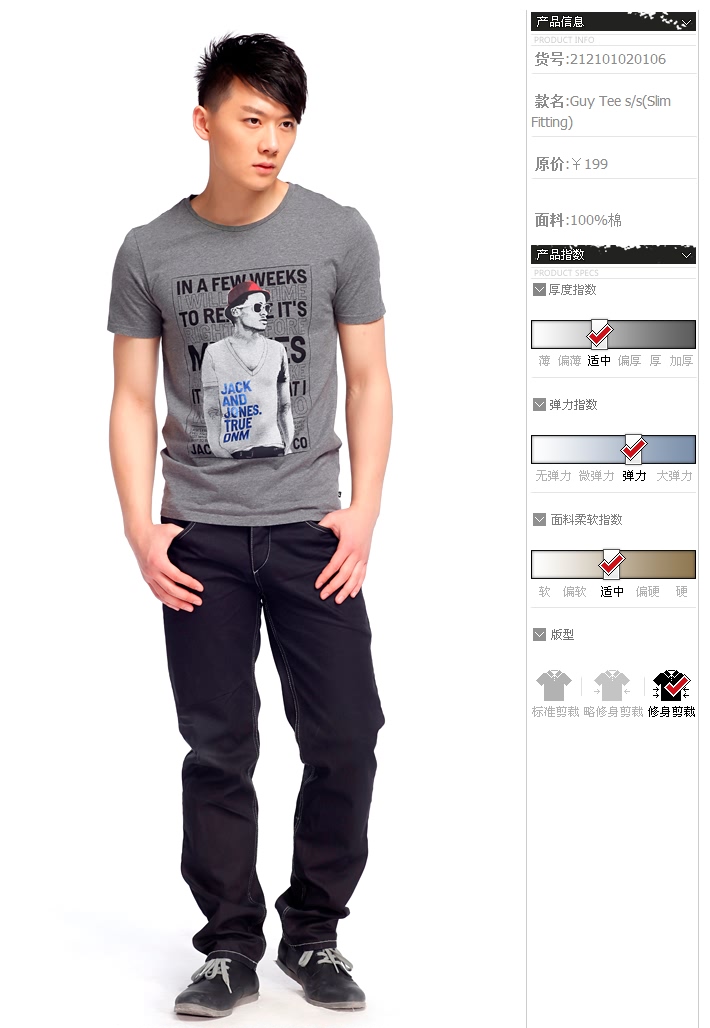 产品信息
PRODUCT INFO
货号:212101020106
款名:Guy Tee s/s(Slim
Fitting)
原价:￥199
面料:100%棉
产品指数
PRODUCT SPECS
厚度指数
薄 偏薄 适中 偏厚 厚 加厚
弹力指数
无弹力 微弹力 弹力 大弹力
面料柔软指数
软 偏软 适中 偏硬 硬
版型
标准剪裁 略修身剪裁 修身剪裁
IN A FEW WEEKS
I WILL
TO RE IT'S
JACK
AND
JONES.
TRUE
DNM
JAC CO